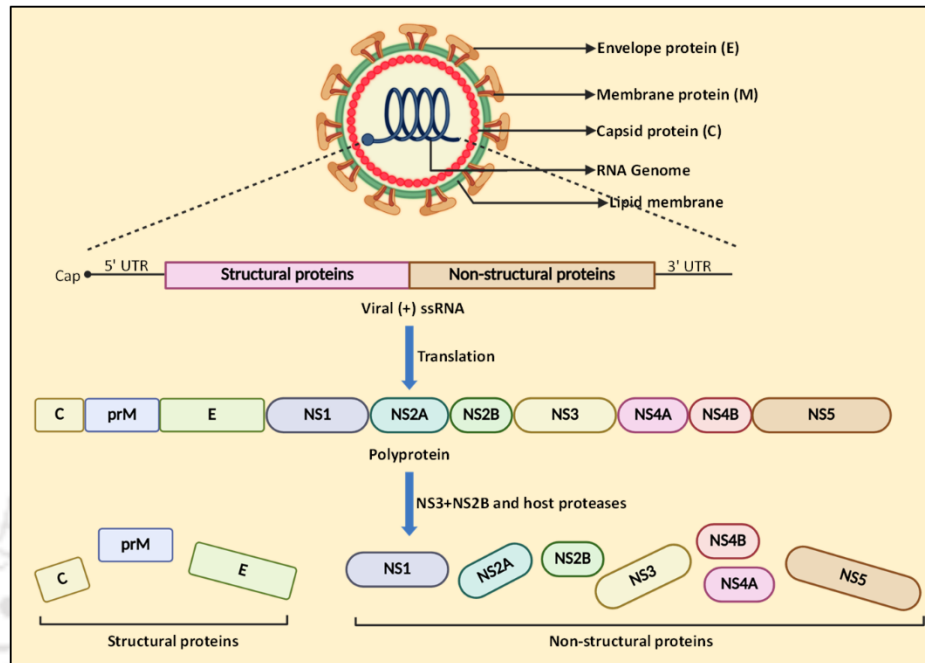 Envelope protein (E)
Membrane protein (M)
Capsid protein (C)
RNA Genome
Lipid membrane
Cap
5' UTR
Structural proteins
Non-structural proteins
3' UTR
Viral (+) ssRNA
Translation
C prM E NS1 NS2A NS2B NS3 NS4A NS4B NS5
Polyprotein
NS3+NS2B and host proteases
C prM E NS1 NS2A NS2B NS3 NS4B NS4A NS5
Structural proteins
Non-structural proteins